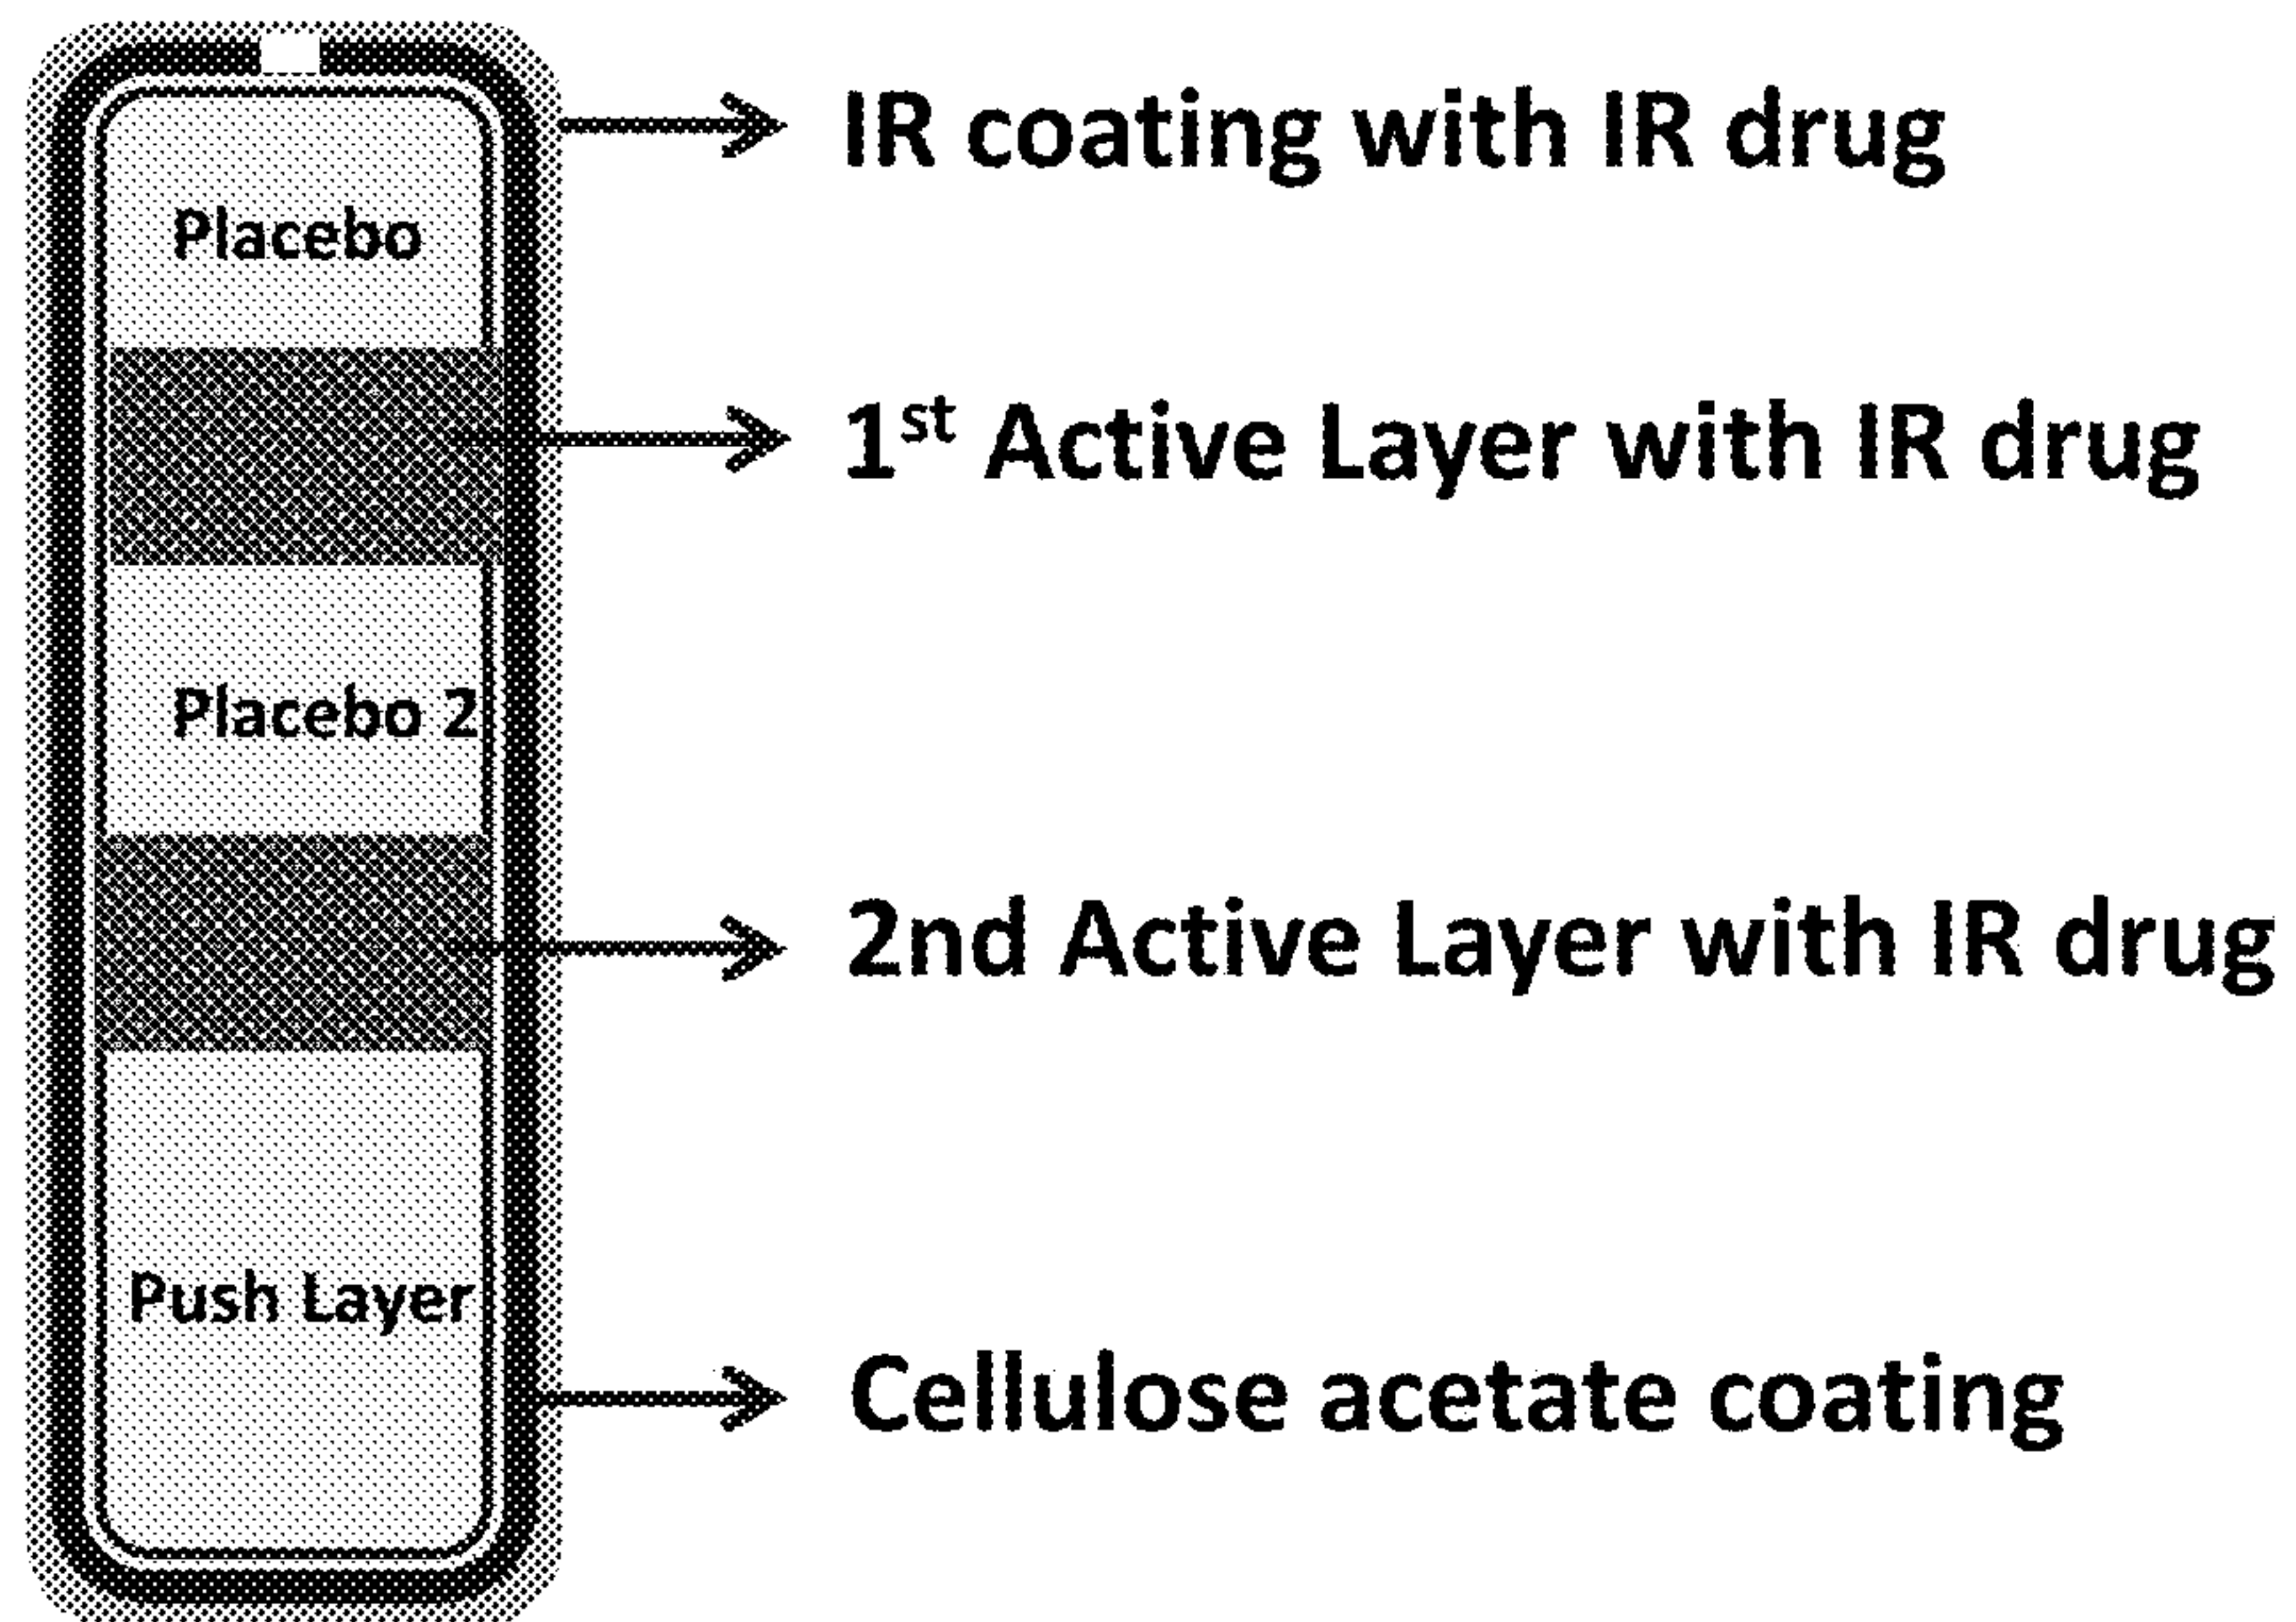 IR coating with IR drug
Placebo
1st Active Layer with IR drug
Placebo 2
2nd Active Layer with IR drug
Push Layer
Cellulose acetate coating